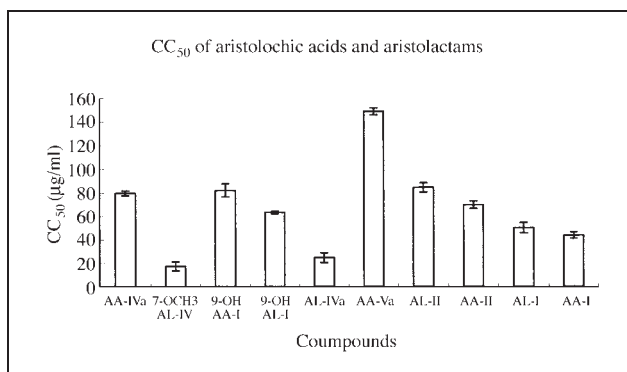 CC50 of aristolochic acids and aristolactams
CC50 (μg/ml)
160
140
120
100
80
60
40
20
0
AA-IVa 7-OCH3 9-OH 9-OH AL-IVa AA-Va AL-II AA-II AL-I AA-I
AL-IV AA-I AL-I
Coumpounds